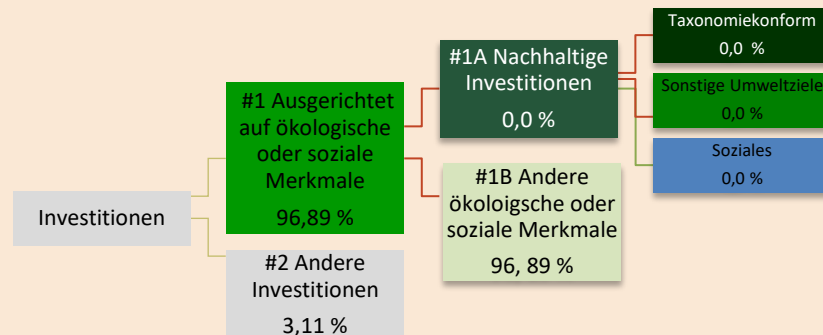 Investitionen
#1 Ausgerichtet
auf ökologische
oder soziale
Merkmale
96,89 %
#2 Andere
Investitionen
3,11 %
#1A Nachhaltige
Investitionen
0,0 %
#1B Andere
ökoloigsche oder
soziale Merkmale
96, 89 %
Taxonomiekonform
0,0 %
Sonstige Umweltziele
0,0 %
Soziales
0,0 %